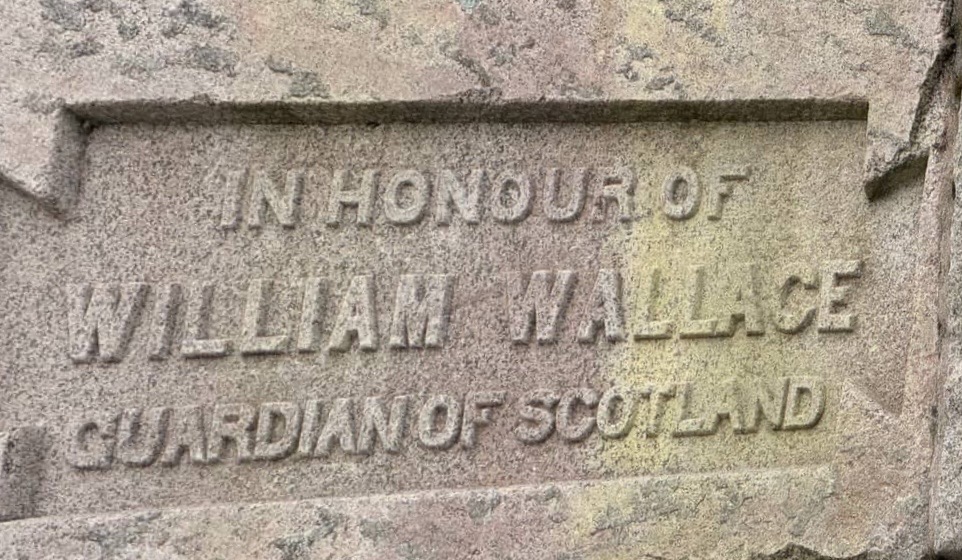 IN HONOUR OF
WILLIAM WALLACE
GUARDIAN OF SCOTLAND